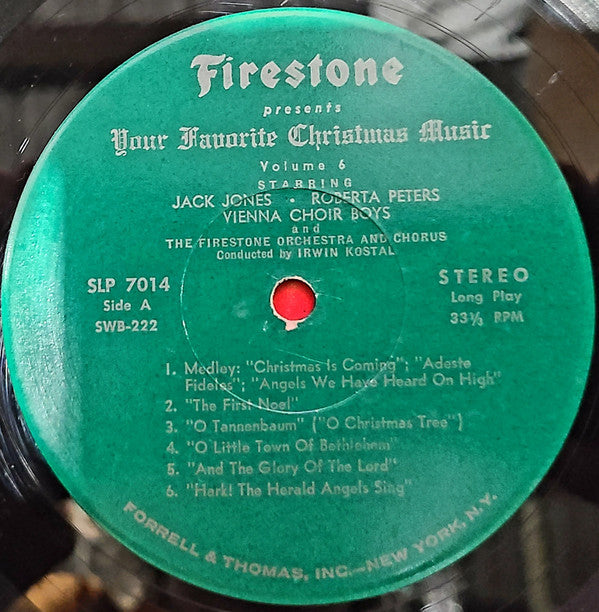 Firestone
presents
Your Favorite Christmas Music
Volume 6
STARRING
JACK JONES • ROBERTA PETERS
VIENNA CHOIR BOYS
and
THE FIRESTONE ORCHESTRA AND CHORUS
Conducted by IRWIN KOSTAL
SLP 7014
Side A
SWB-222
STEREO
Long Play
33⅓ RPM
1. Medley: "Christmas Is Coming"; "Adeste
Fideles"; "Angels We Have Heard On High"
2. "The First Noel"
3. "O Tannenbaum" ("O Christmas Tree")
4. "O Little Town Of Bethlehem"
5. "And The Glory Of The Lord"
6. "Hark! The Herald Angels Sing"
FORRELL & THOMAS, INC.—NEW YORK, N.Y.